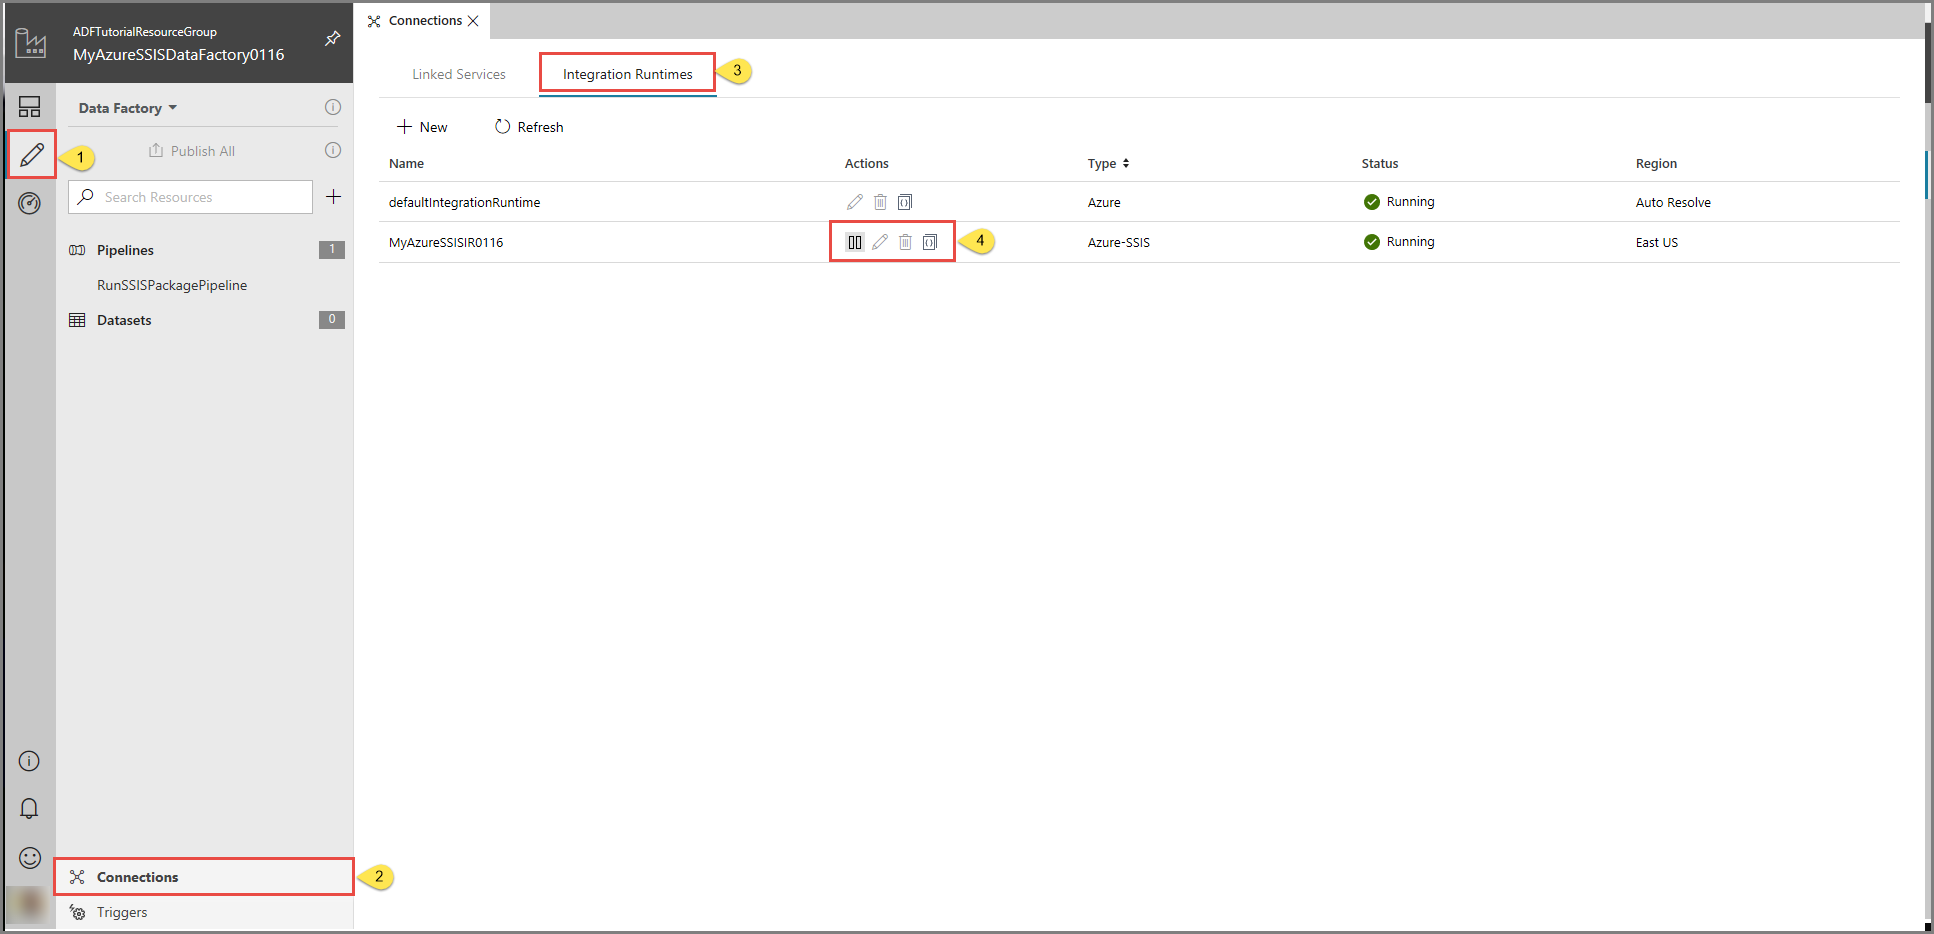 ADFTutorialResourceGroup
MyAzureSSISDataFactory0116
Data Factory
Publish All
Search Resources
Pipelines 1
RunSSISPackagePipeline
Datasets 0
Connections
Triggers
1
2
Connections
Linked Services Integration Runtimes 3
New Refresh
Name Actions Type Status Region
defaultIntegrationRuntime Azure Running Auto Resolve
MyAzureSSISIR0116 4 Azure-SSIS Running East US